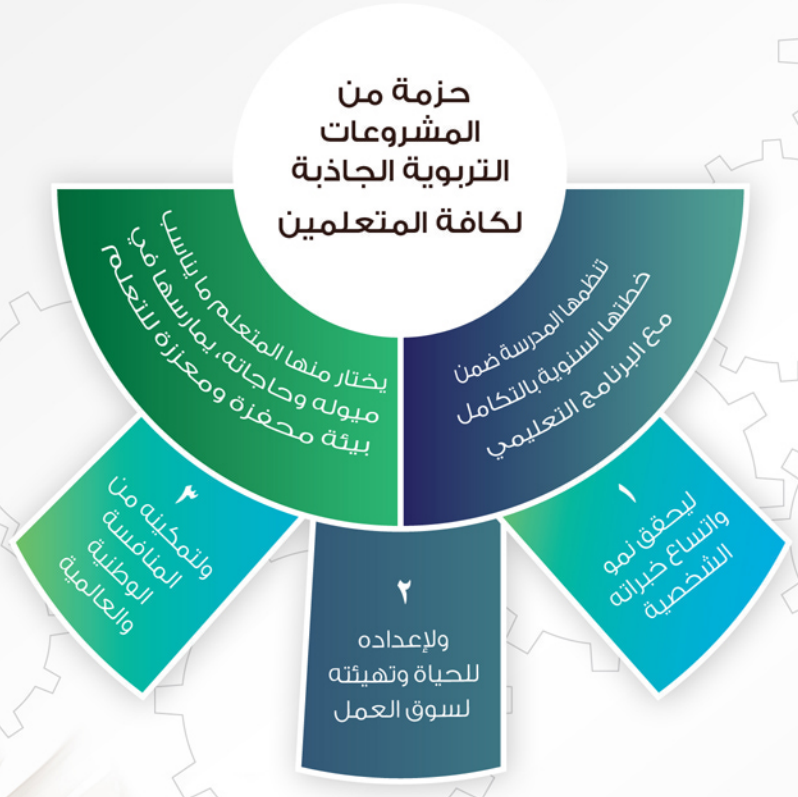 حزمة من
المشروعات
التربوية الجاذبة
لكافة المتعلمين
تنظمها المدرسة ضمن
خطتها السنوية بالتكامل
مع البرنامج التعليمي
يختار منها المتعلم ما يناسب
ميوله وحاجاته، يمارسها في
بيئة محفزة ومعززة للتعلم
١
ليحقق نمو
واتساع خبراته
الشخصية
٢
ولإعداده
للحياة وتهيئته
لسوق العمل
٣
ولتمكينه من
المنافسة
الوطنية
والعالمية